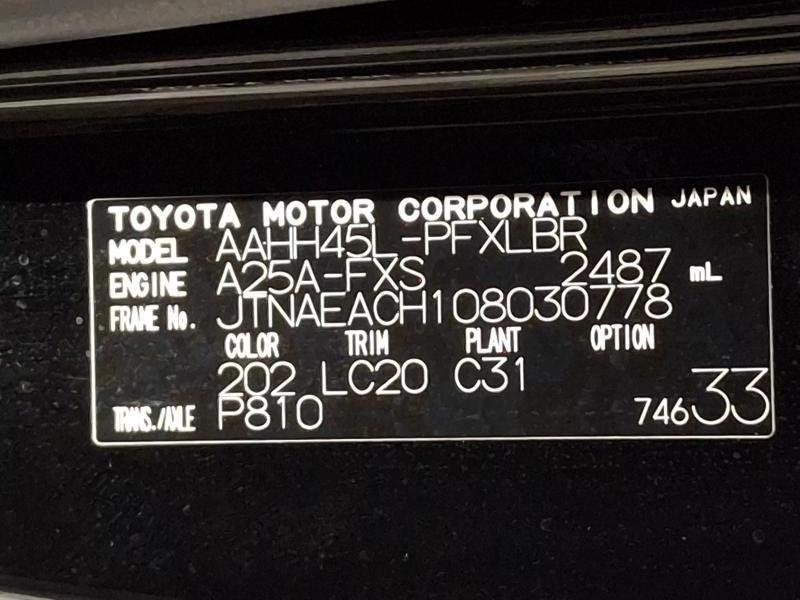 TOYOTA MOTOR CORPORATION JAPAN
MODEL AAHH45L-PFXLBR
ENGINE A25A-FXS 2487 mL
FRAME No. JTNAEACH108030778
COLOR TRIM PLANT OPTION
202 LC20 C31
TRANS./AXLE P810 74633